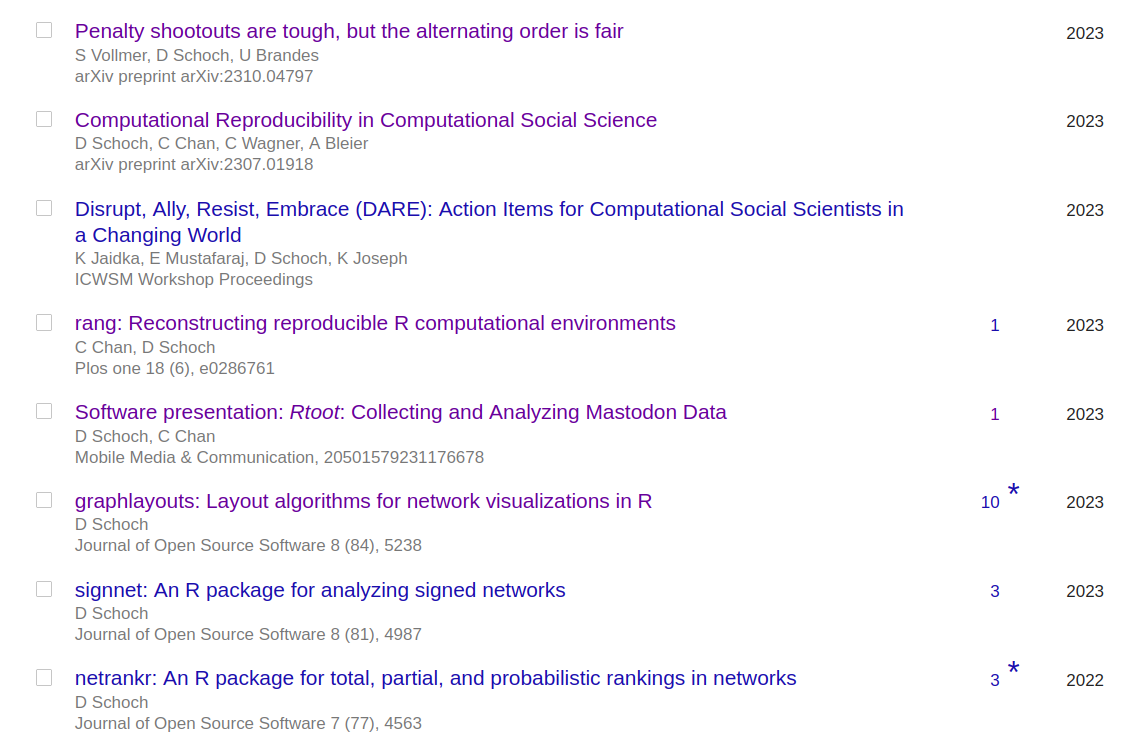 Penalty shootouts are tough, but the alternating order is fair 2023
S Vollmer, D Schoch, U Brandes
arXiv preprint arXiv:2310.04797
Computational Reproducibility in Computational Social Science 2023
D Schoch, C Chan, C Wagner, A Bleier
arXiv preprint arXiv:2307.01918
Disrupt, Ally, Resist, Embrace (DARE): Action Items for Computational Social Scientists in 2023
a Changing World
K Jaidka, E Mustafaraj, D Schoch, K Joseph
ICWSM Workshop Proceedings
rang: Reconstructing reproducible R computational environments 1 2023
C Chan, D Schoch
Plos one 18 (6), e0286761
Software presentation: Rtoot: Collecting and Analyzing Mastodon Data 1 2023
D Schoch, C Chan
Mobile Media & Communication, 20501579231176678
graphlayouts: Layout algorithms for network visualizations in R 10 * 2023
D Schoch
Journal of Open Source Software 8 (84), 5238
signnet: An R package for analyzing signed networks 3 2023
D Schoch
Journal of Open Source Software 8 (81), 4987
netrankr: An R package for total, partial, and probabilistic rankings in networks 3 * 2022
D Schoch
Journal of Open Source Software 7 (77), 4563